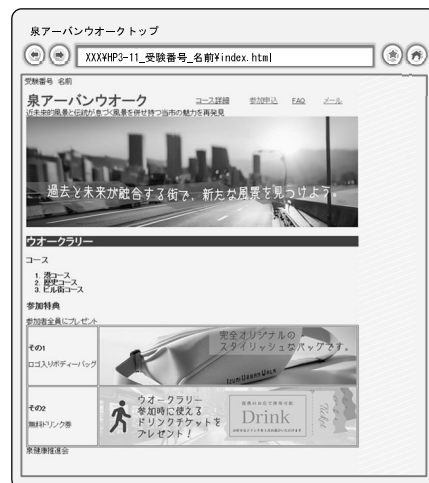 泉アーバンウオークトップ
XXX¥HP3-11_受験番号_名前¥index.html
受験番号 名前
泉アーバンウオーク
コース詳細 参加申込 FAQ メール
近未来的風景と伝統が息づく風景を併せ持つ当市の魅力を再発見
過去と未来が融合する街で、新たな風景を見つけよう。
ウオークラリー
コース
1. 港コース
2. 歴史コース
3. ビル街コース
参加特典
参加者全員にプレゼント
その1
ロゴ入りボディーバッグ
完全オリジナルの
スタイリッシュなバッグです。
IZUMI URBAN WALK
その2
無料ドリンク券
ウオークラリー
参加時に使える
ドリンクチケットを
プレゼント!
Drink
Ticket
泉健康推進会